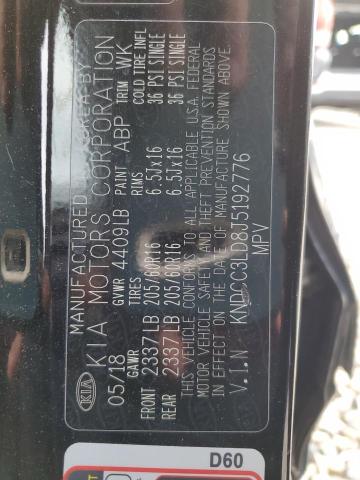 MANUFACTURED BY
KIA MOTORS CORPORATION
KIA
05/18 GVWR 4409LB PAINT ABP TRIM WK
GAWR TIRES RIMS COLD TIRE INFL
FRONT 2337LB 205/60R16 6.5Jx16 36 PSI SINGLE
REAR 2337LB 205/60R16 6.5Jx16 36 PSI SINGLE
THIS VEHICLE CONFORMS TO ALL APPLICABLE U.S.A. FEDERAL
MOTOR VEHICLE SAFETY AND THEFT PREVENTION STANDARDS
IN EFFECT ON THE DATE OF MANUFACTURE SHOWN ABOVE.
V.I.N KNDCC3LD8J5192776
MPV
D60